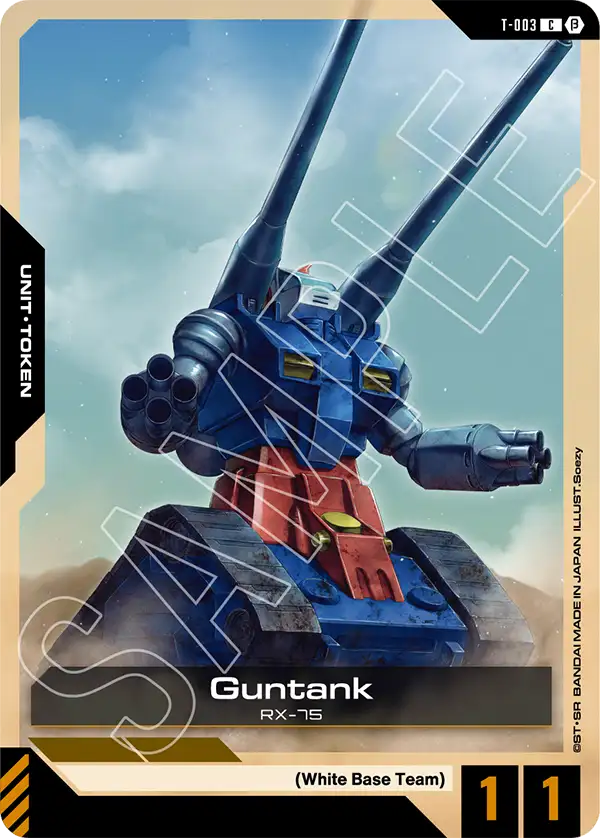 T-003 C β
UNIT・TOKEN
SAMPLE
©ST・SR BANDAI MADE IN JAPAN ILLUST.Soezy
Guntank
RX-75
(White Base Team)
1 1